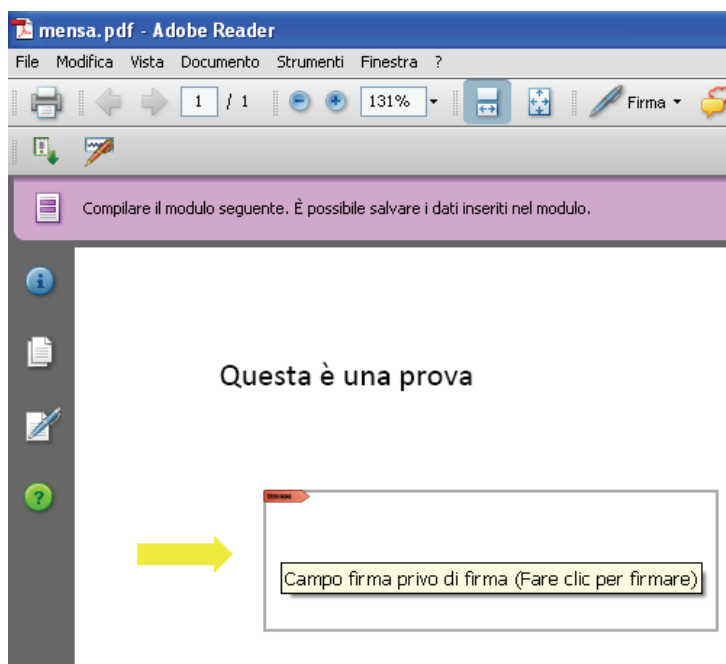 mensa.pdf - Adobe Reader
File Modifica Vista Documento Strumenti Finestra ?
1 / 1 131% Firma
Compilare il modulo seguente. È possibile salvare i dati inseriti nel modulo.
Questa è una prova
Campo firma privo di firma (Fare clic per firmare)